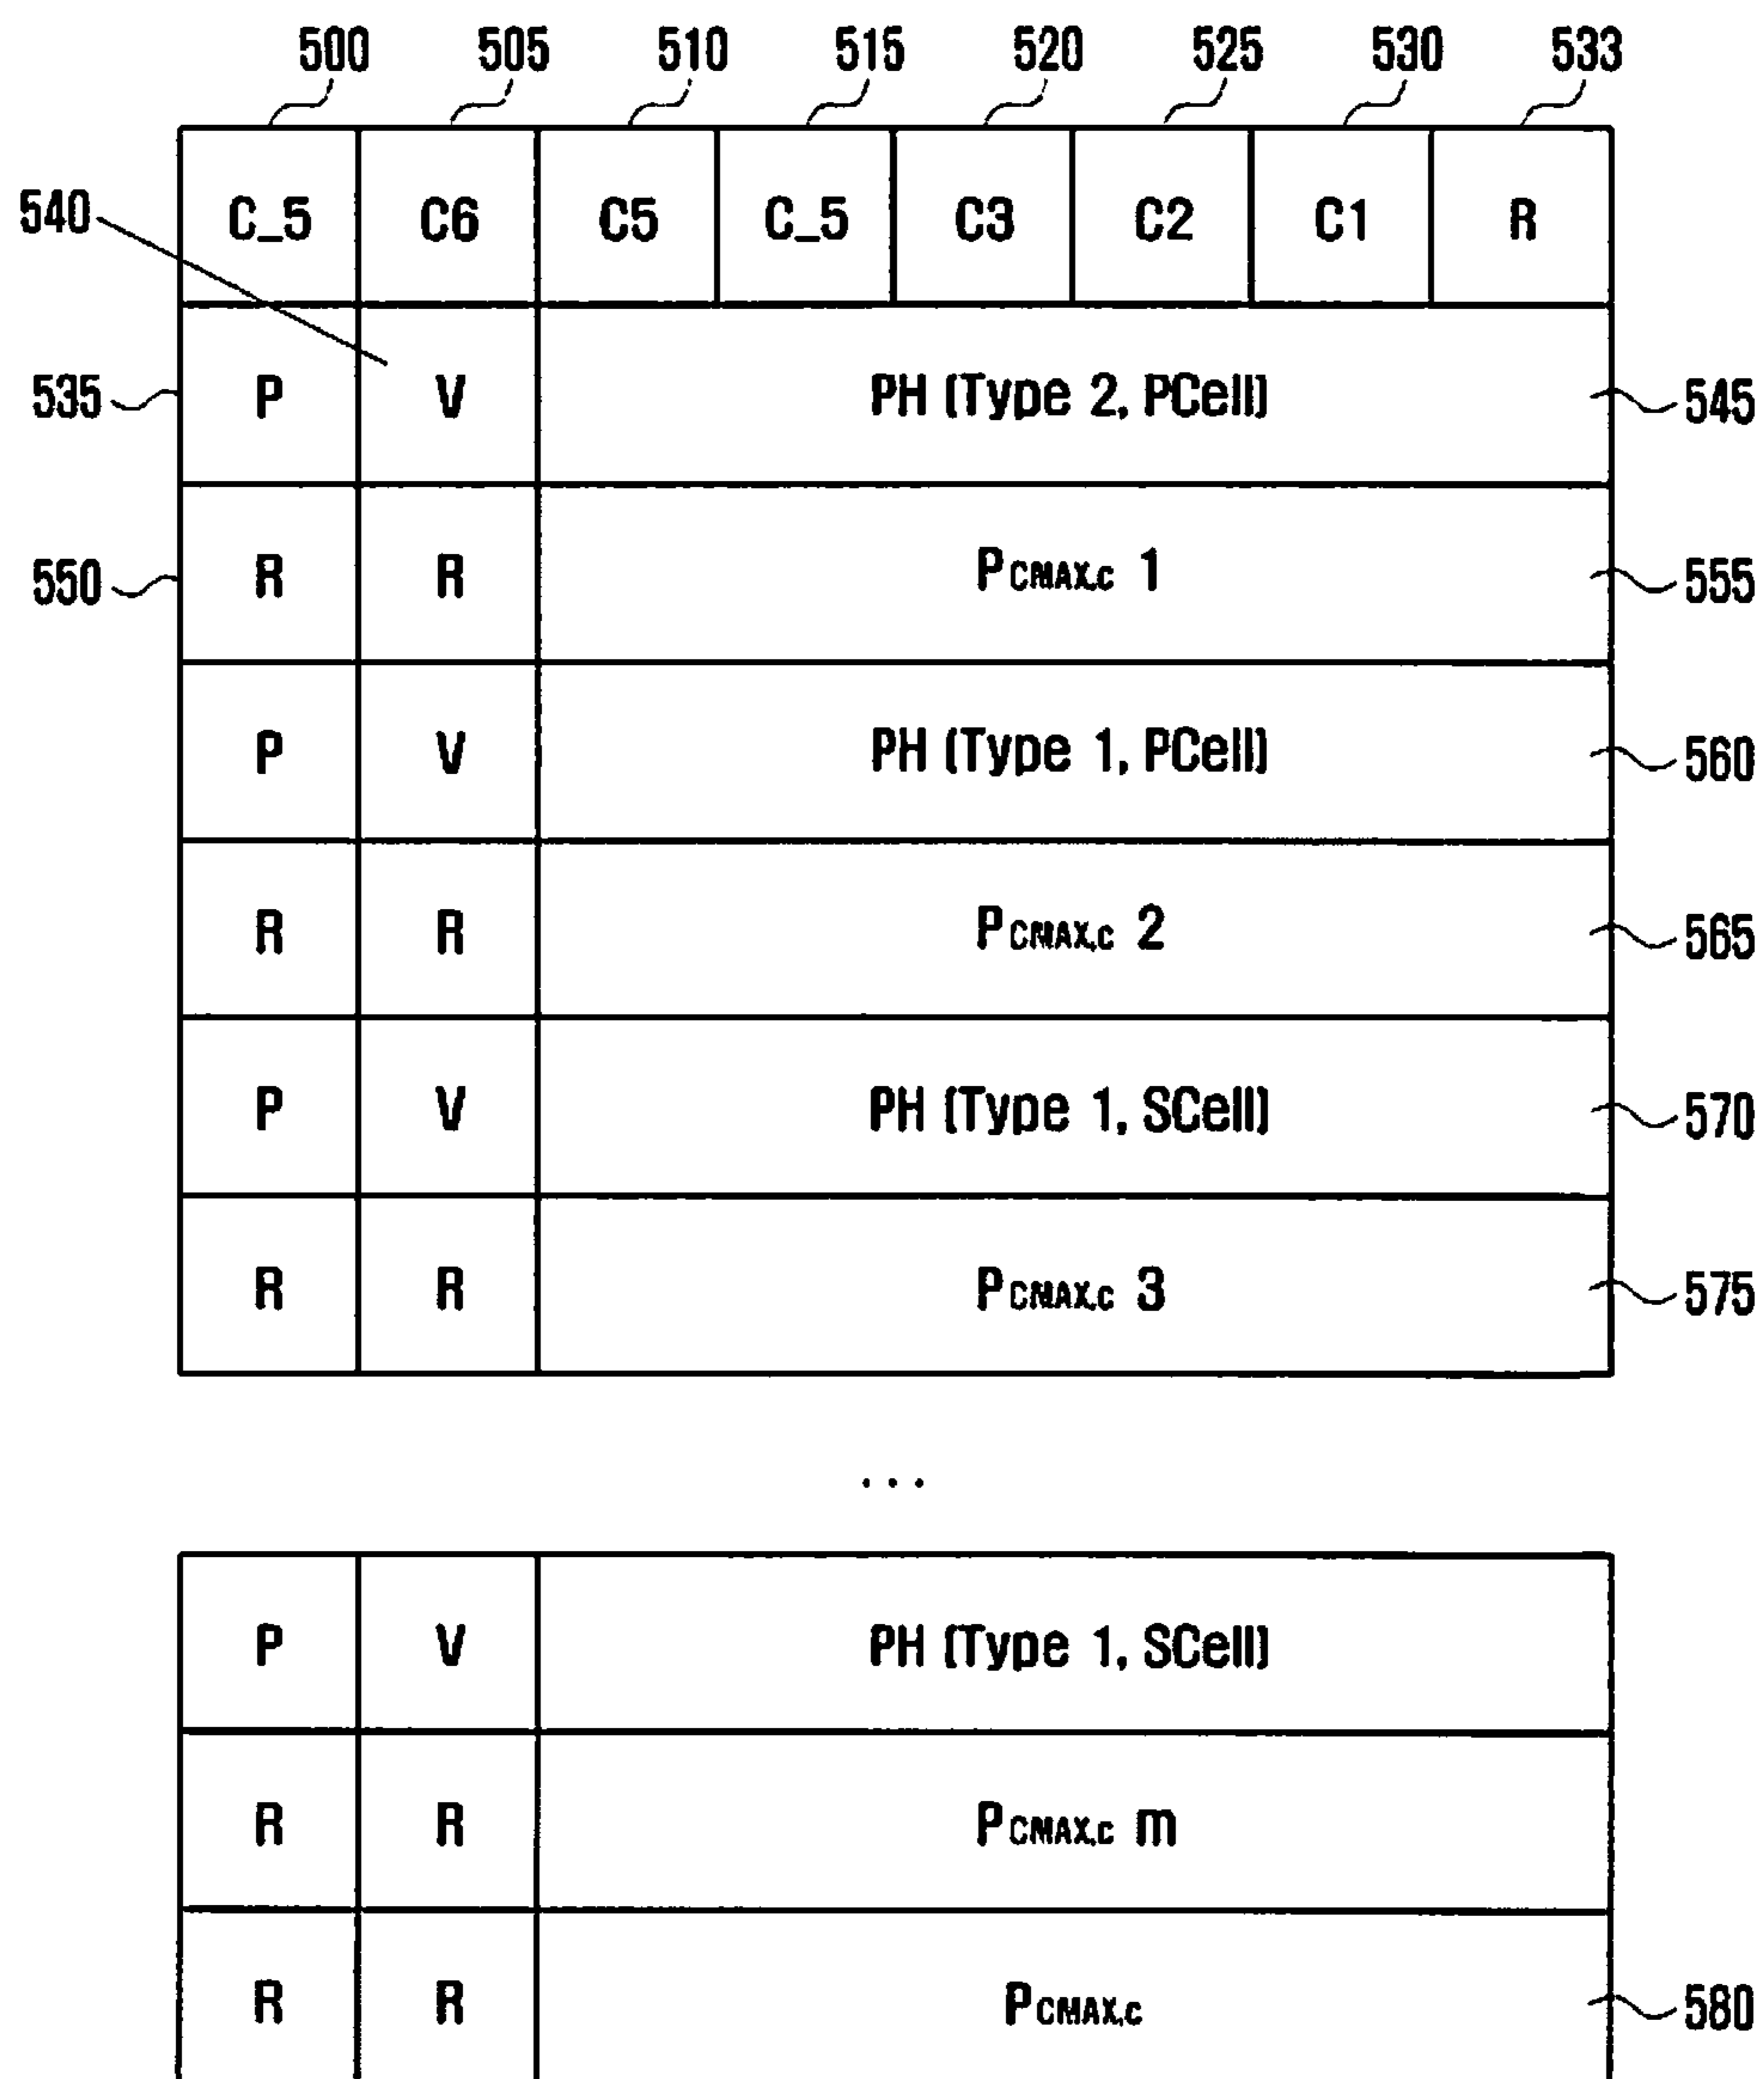 500 505 510 515 520 525 530 533
540 C_5 C6 C5 C_5 C3 C2 C1 R
535 P V PH (Type 2, PCell) 545
550 R R PCMAX,c 1 555
P V PH (Type 1, PCell) 560
R R PCMAX,c 2 565
P V PH (Type 1, SCell) 570
R R PCMAX,c 3 575
...
P V PH (Type 1, SCell)
R R PCMAX,c m
R R PCMAX,c 580